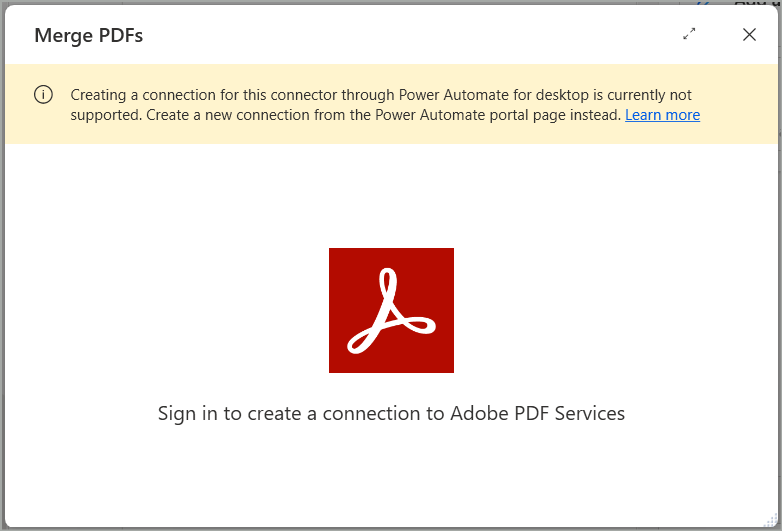 Merge PDFs
Creating a connection for this connector through Power Automate for desktop is currently not
supported. Create a new connection from the Power Automate portal page instead. Learn more
Sign in to create a connection to Adobe PDF Services